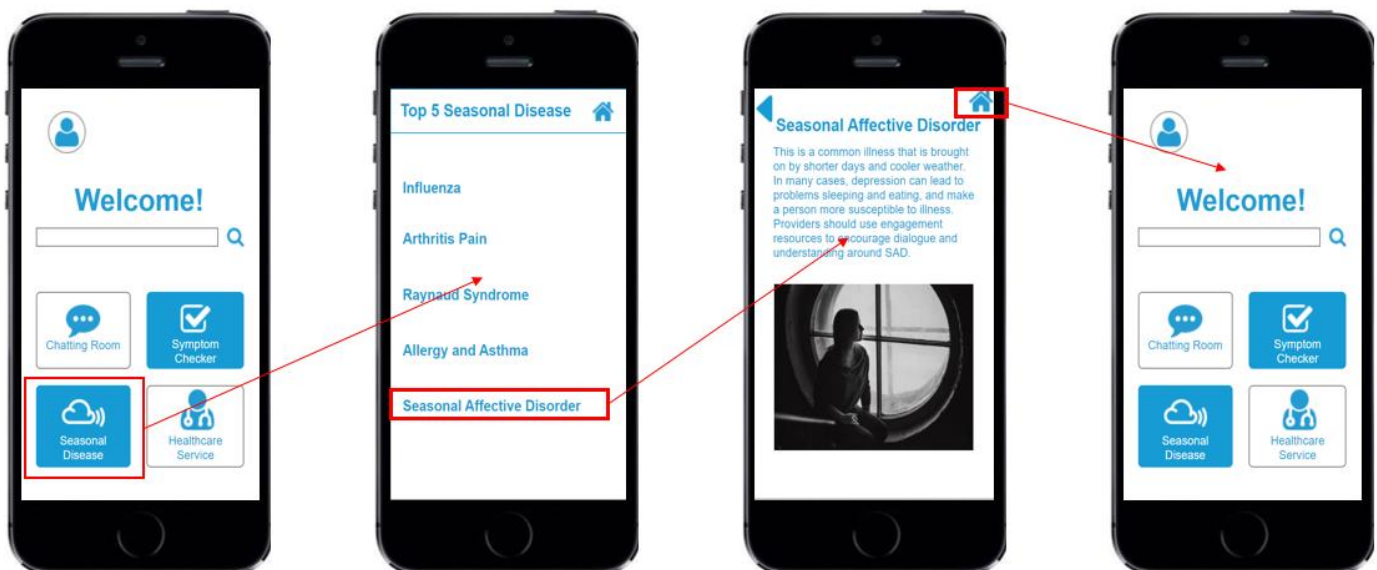 Welcome!
Chatting Room
Symptom
Checker
Seasonal
Disease
Healthcare
Service
Top 5 Seasonal Disease
Influenza
Arthritis Pain
Raynaud Syndrome
Allergy and Asthma
Seasonal Affective Disorder
Seasonal Affective Disorder
This is a common illness that is brought
on by shorter days and cooler weather.
In many cases, depression can lead to
problems sleeping and eating, and make
a person more susceptible to illness.
Providers should use engagement
resources to encourage dialogue and
understanding around SAD.
Welcome!
Chatting Room
Symptom
Checker
Seasonal
Disease
Healthcare
Service